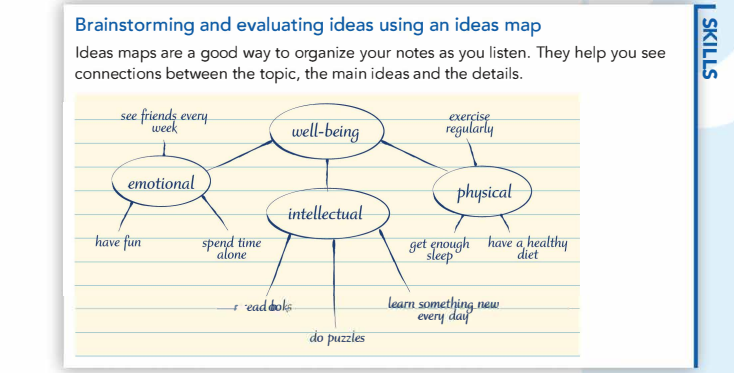 Brainstorming and evaluating ideas using an ideas map
SKILLS
Ideas maps are a good way to organize your notes as you listen. They help you see
connections between the topic, the main ideas and the details.
see friends every
week
well-being
exercise
regularly
emotional
physical
intellectual
have fun
spend time
alone
get enough
sleep
have a healthy
diet
learn something new
every day
do puzzles